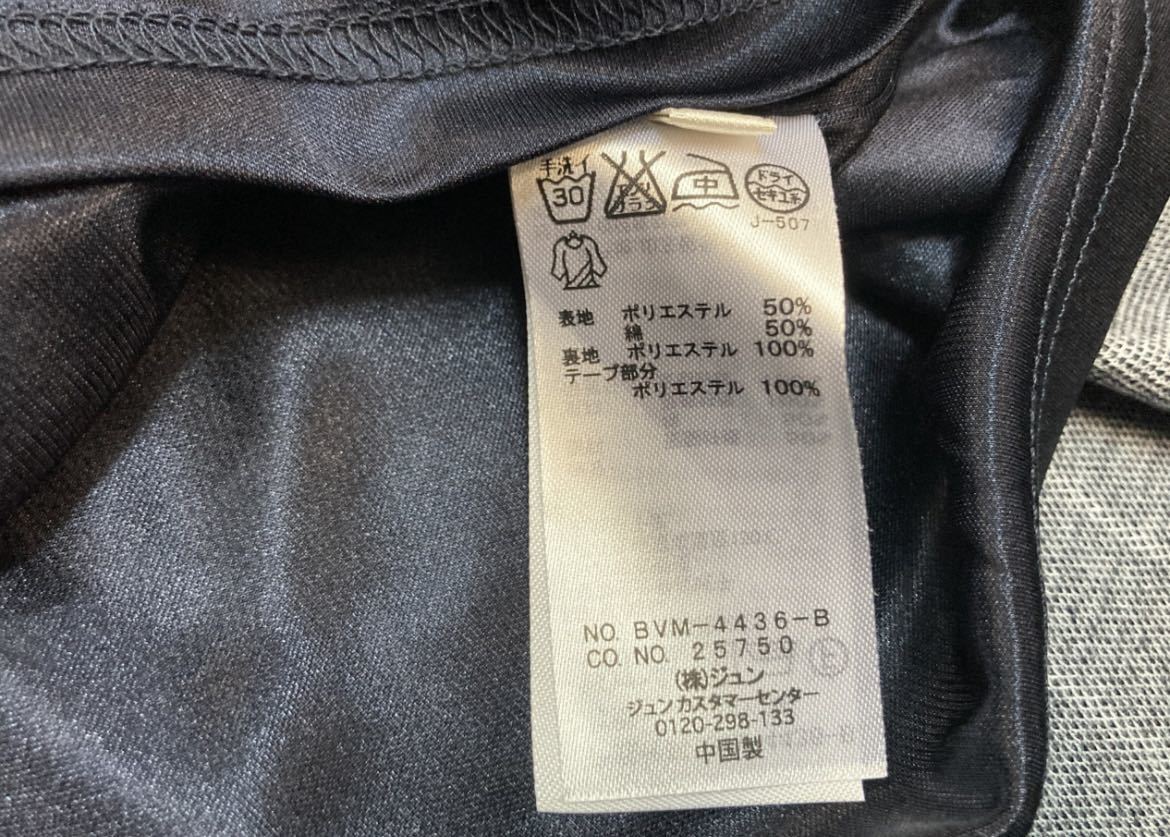 手洗イ
30
中
ドライ
セキユ系
J-507
表地 ポリエステル 50%
綿 50%
裏地 ポリエステル 100%
テープ部分
ポリエステル 100%
NO. BVM-4436-B
CO. NO. 25750
(株)ジュン
ジュンカスタマーセンター
0120-298-133
中国製